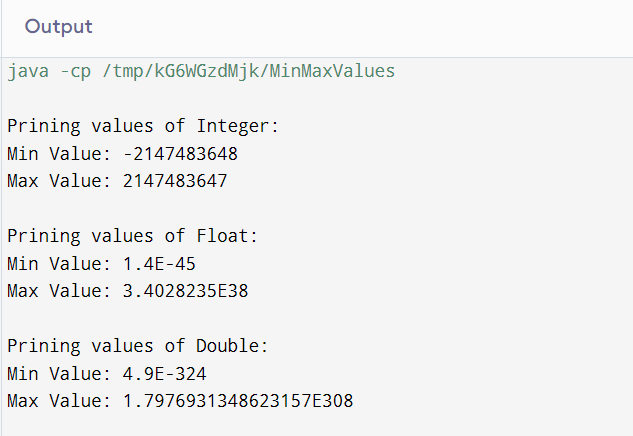 Output
java -cp /tmp/kG6WGzdMjk/MinMaxValues
Prining values of Integer:
Min Value: -2147483648
Max Value: 2147483647
Prining values of Float:
Min Value: 1.4E-45
Max Value: 3.4028235E38
Prining values of Double:
Min Value: 4.9E-324
Max Value: 1.7976931348623157E308